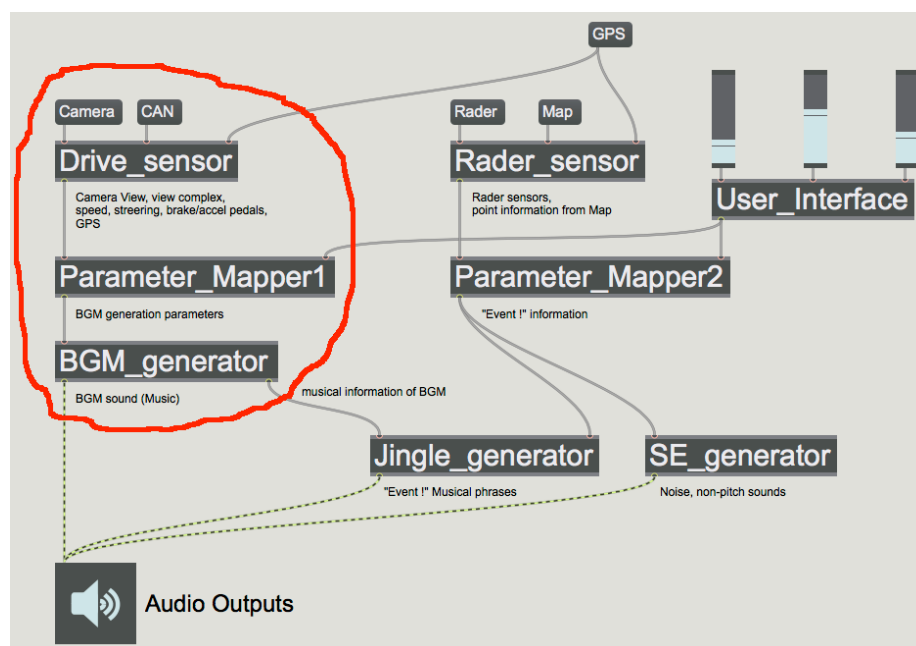 GPS
Camera
CAN
Rader
Map
Drive_sensor
Rader_sensor
Camera View, view complex,
speed, streering, brake/accel pedals,
GPS
Rader sensors,
point information from Map
User_Interface
Parameter_Mapper1
Parameter_Mapper2
BGM generation parameters
"Event !" information
BGM_generator
BGM sound (Music)
musical information of BGM
Jingle_generator
SE_generator
"Event !" Musical phrases
Noise, non-pitch sounds
Audio Outputs